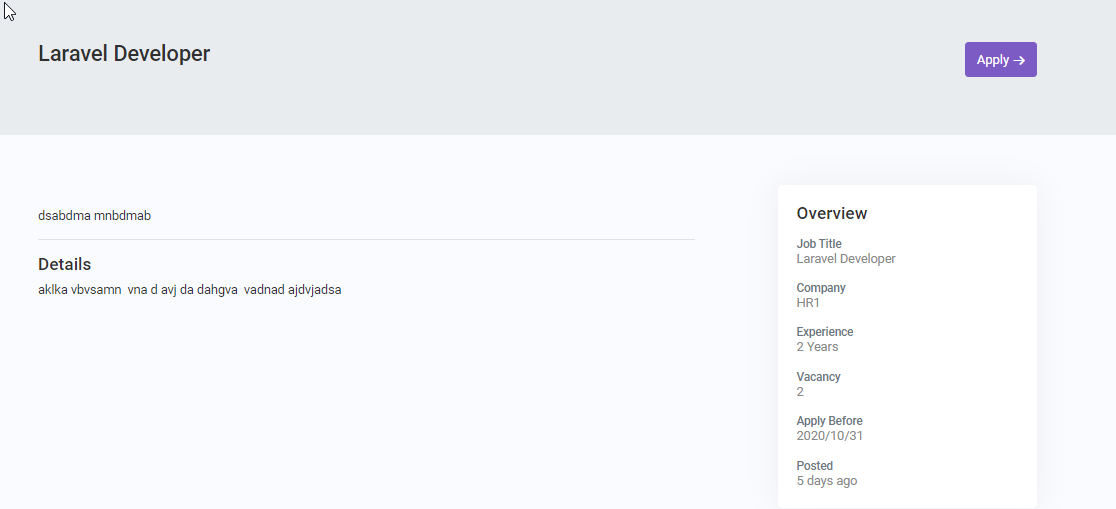 Laravel Developer
Apply →
dsabdma mnbdmab
Details
aklka vbvsamn  vna d avj da dahgva  vadnad ajdvjadsa
Overview
Job Title
Laravel Developer
Company
HR1
Experience
2 Years
Vacancy
2
Apply Before
2020/10/31
Posted
5 days ago